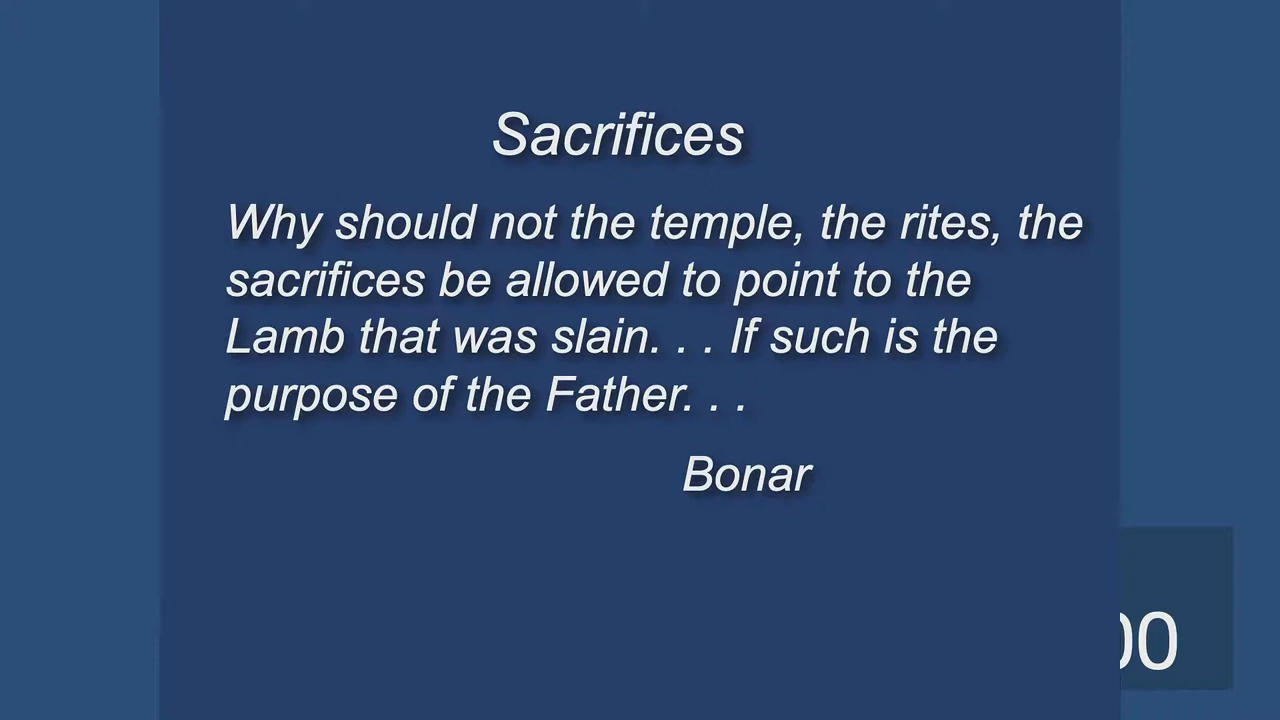 Sacrifices
Why should not the temple, the rites, the
sacrifices be allowed to point to the
Lamb that was slain. . . If such is the
purpose of the Father. . .
Bonar
00